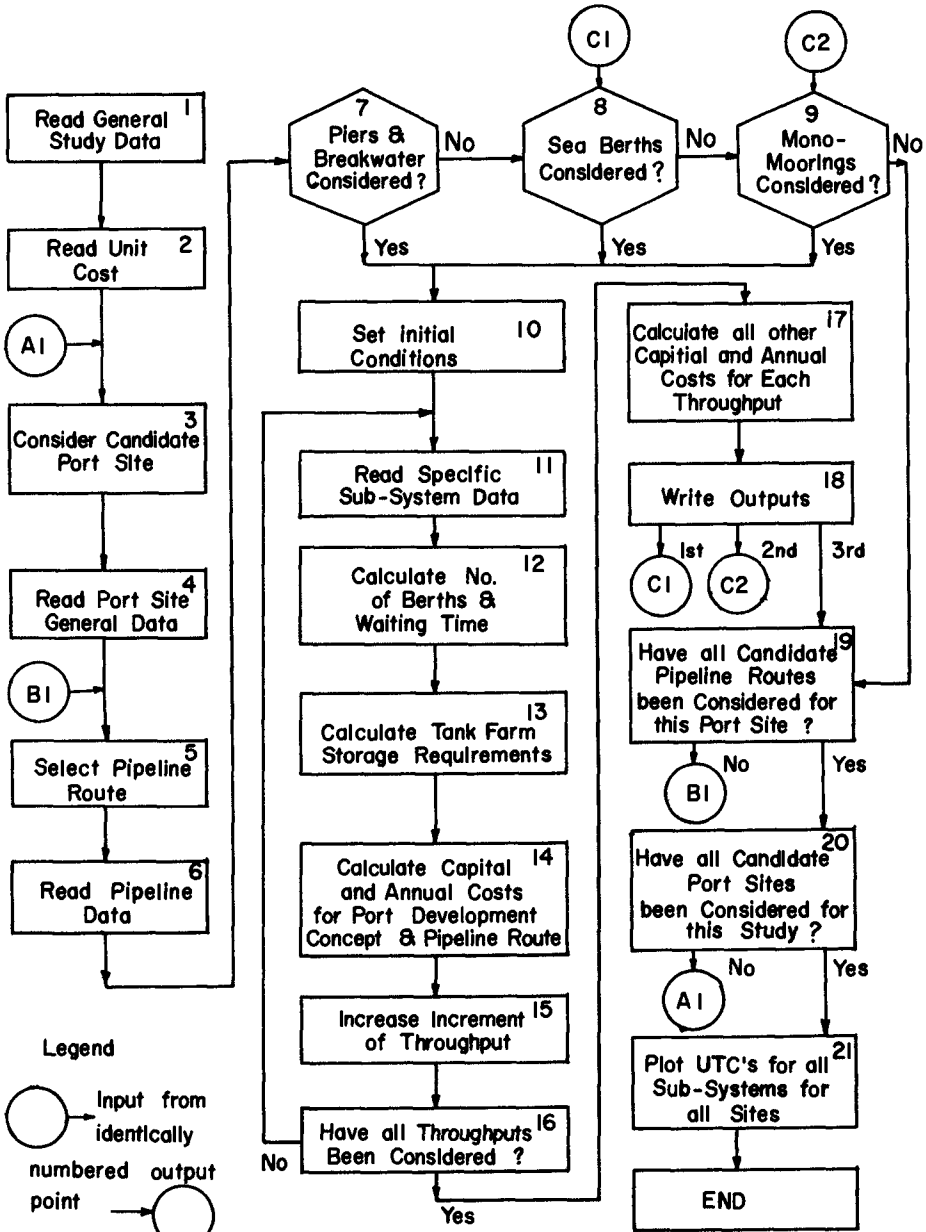 1
Read General
Study Data
2
Read Unit
Cost
A1
3
Consider Candidate
Port Site
4
Read Port Site
General Data
B1
5
Select Pipeline
Route
6
Read Pipeline
Data
Legend
Input from
identically
numbered output
point
7
Piers &
Breakwater
Considered?
No
Yes
C1
8
Sea Berths
Considered?
No
Yes
C2
9
Mono-
Moorings
Considered?
No
Yes
10
Set Initial
Conditions
11
Read Specific
Sub-System Data
12
Calculate No.
of Berths &
Waiting Time
13
Calculate Tank Farm
Storage Requirements
14
Calculate Capital
and Annual Costs
for Port Development
Concept & Pipeline Route
15
Increase Increment
of Throughput
16
Have all Throughputs
Been Considered ?
No
Yes
17
Calculate all other
Capitial and Annual
Costs for Each
Throughput
18
Write Outputs
1st
2nd
3rd
C1
C2
19
Have all Candidate
Pipeline Routes
been Considered for
this Port Site ?
No
Yes
B1
20
Have all Candidate
Port Sites
been Considered for
this Study ?
No
Yes
A1
21
Plot UTC's for all
Sub-Systems for
all Sites
END